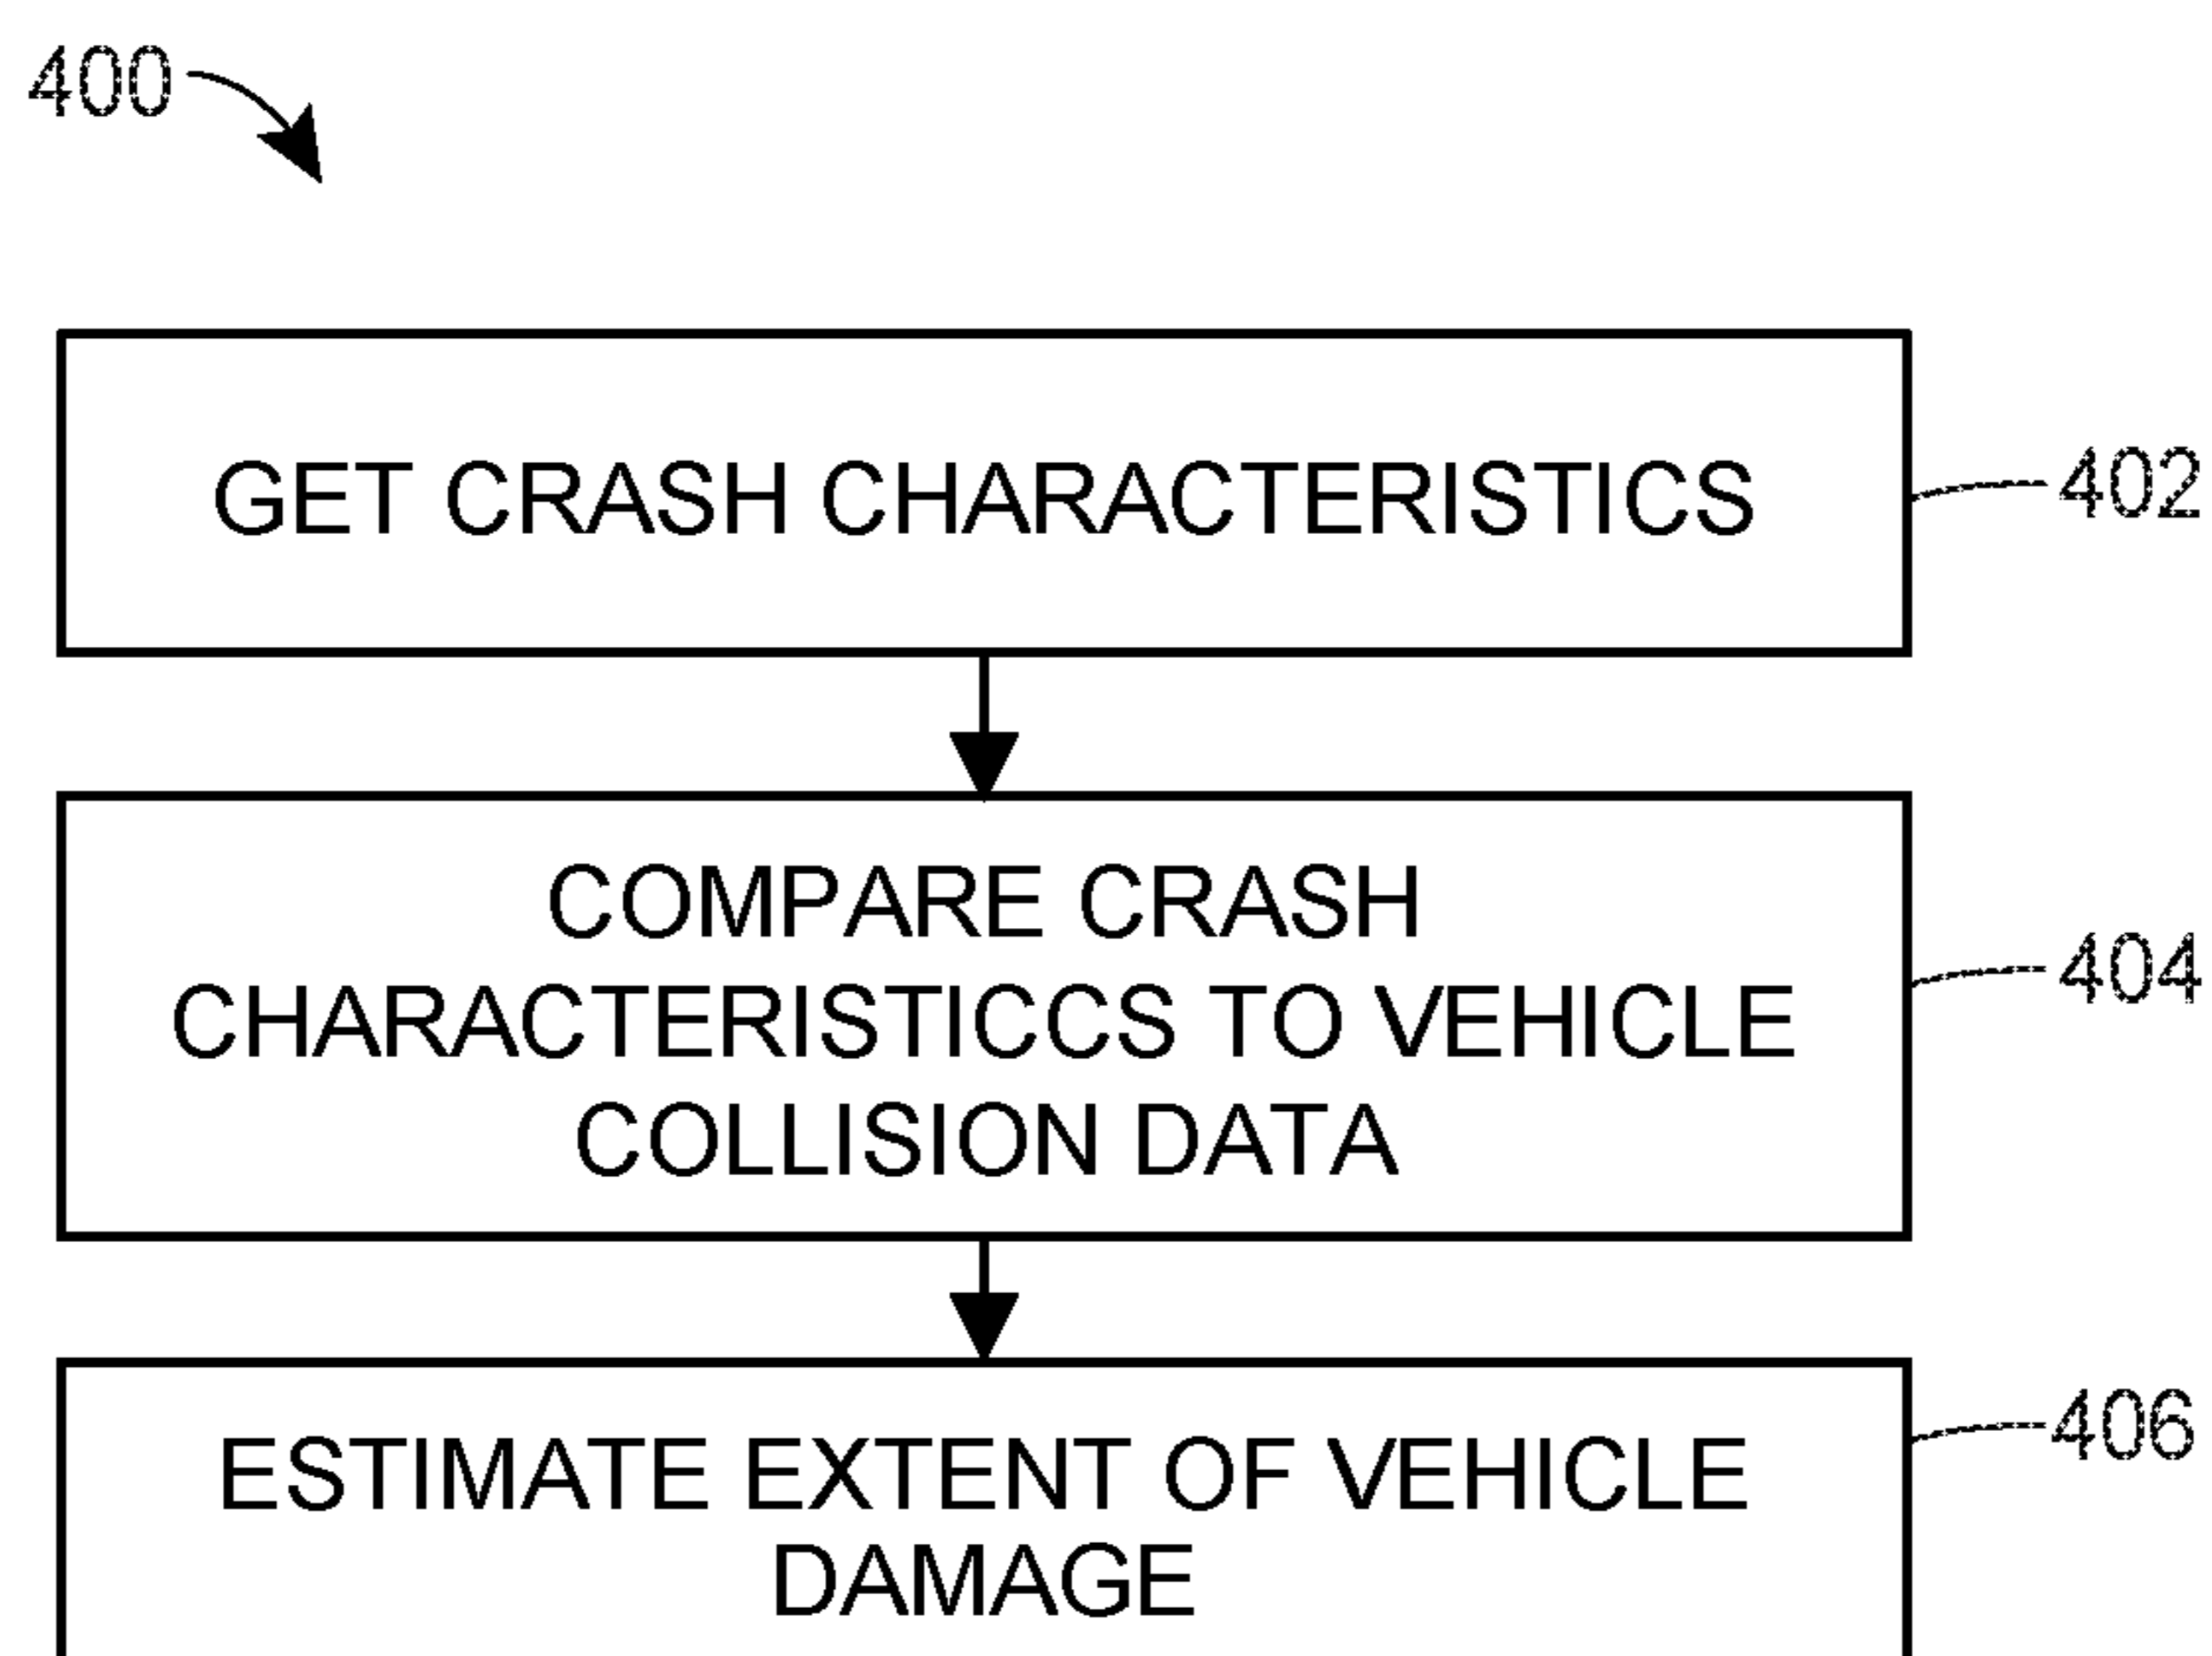 400
GET CRASH CHARACTERISTICS
402
COMPARE CRASH
CHARACTERISTICCS TO VEHICLE
COLLISION DATA
404
ESTIMATE EXTENT OF VEHICLE
DAMAGE
406